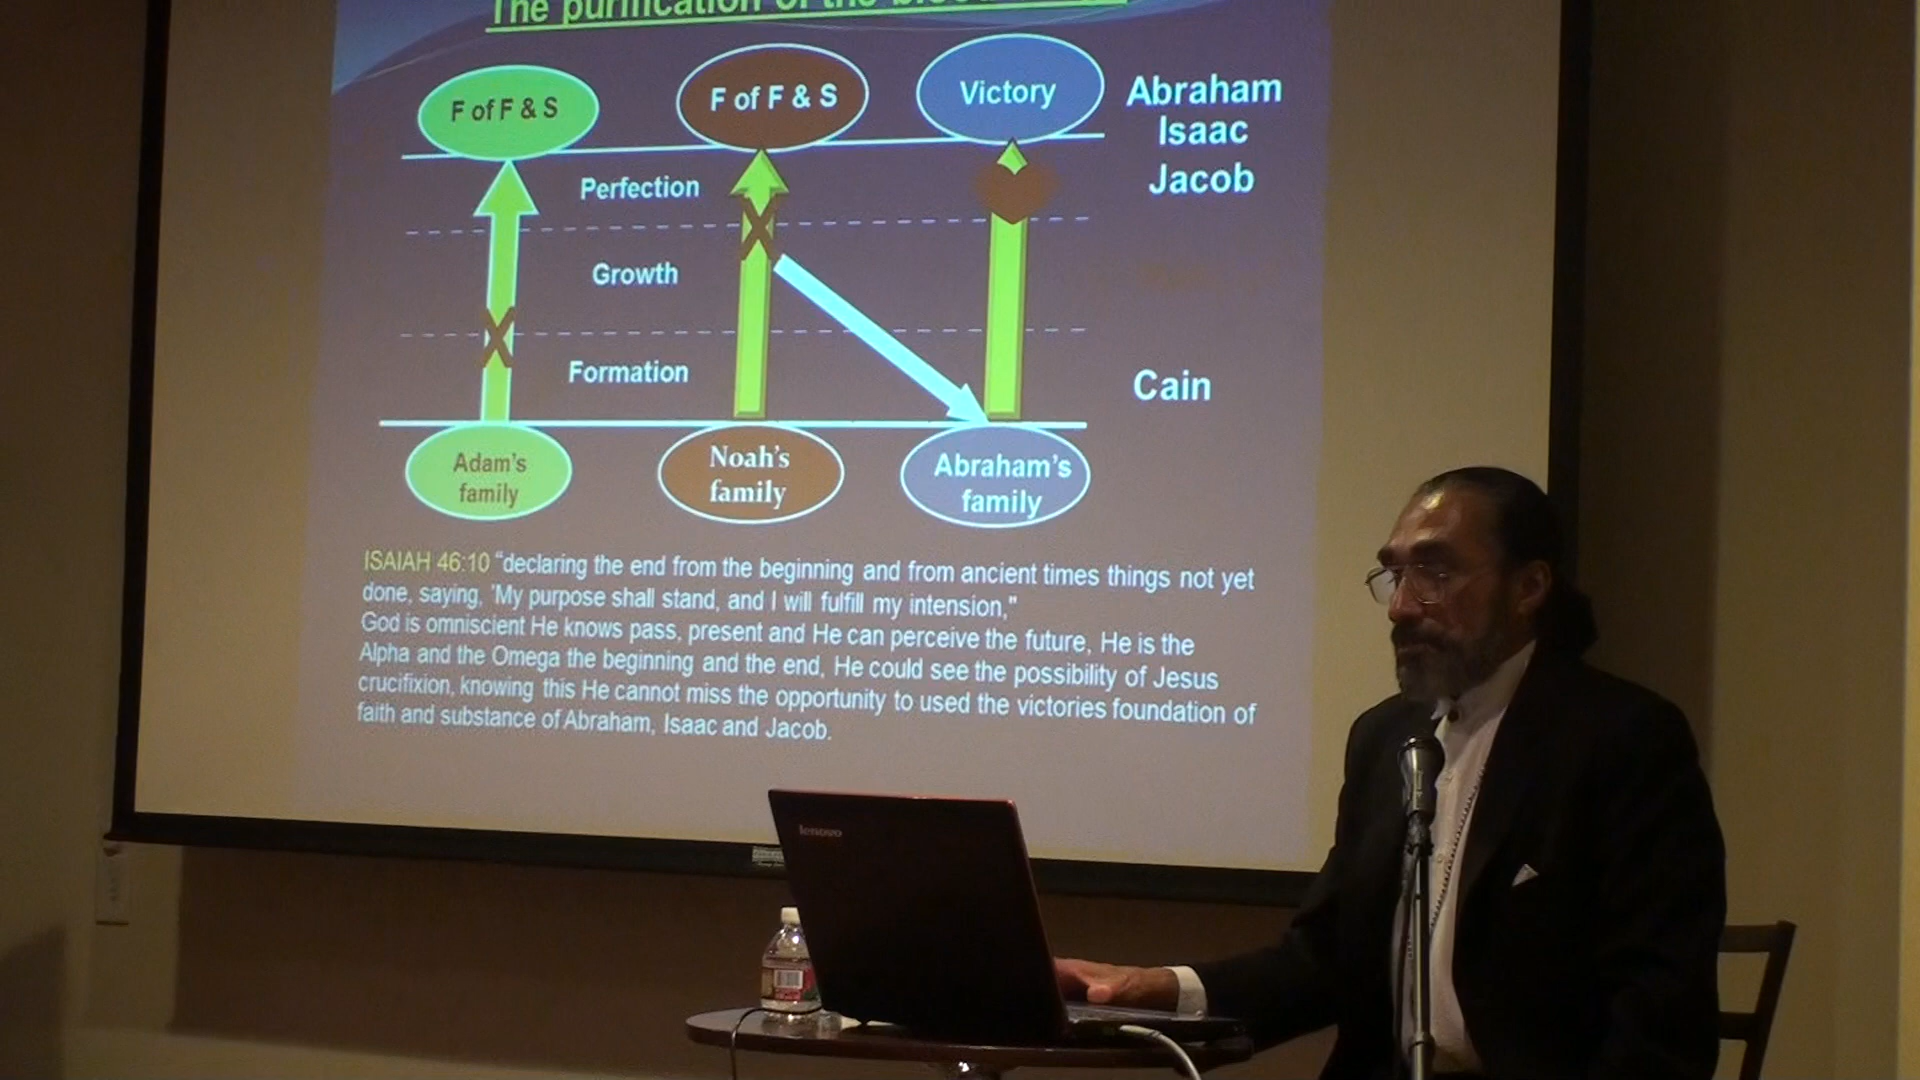 The purification of the
F of F & S
F of F & S
Victory
Abraham
Isaac
Jacob
Perfection
Growth
Formation
Cain
Adam's
family
Noah's
family
Abraham's
family
ISAIAH 46:10 “declaring the end from the beginning and from ancient times things not yet
done, saying, 'My purpose shall stand, and I will fulfill my intension,"
God is omniscient He knows pass, present and He can perceive the future, He is the
Alpha and the Omega the beginning and the end, He could see the possibility of Jesus
crucifixion, knowing this He cannot miss the opportunity to used the victories foundation of
faith and substance of Abraham, Isaac and Jacob.
lenovo